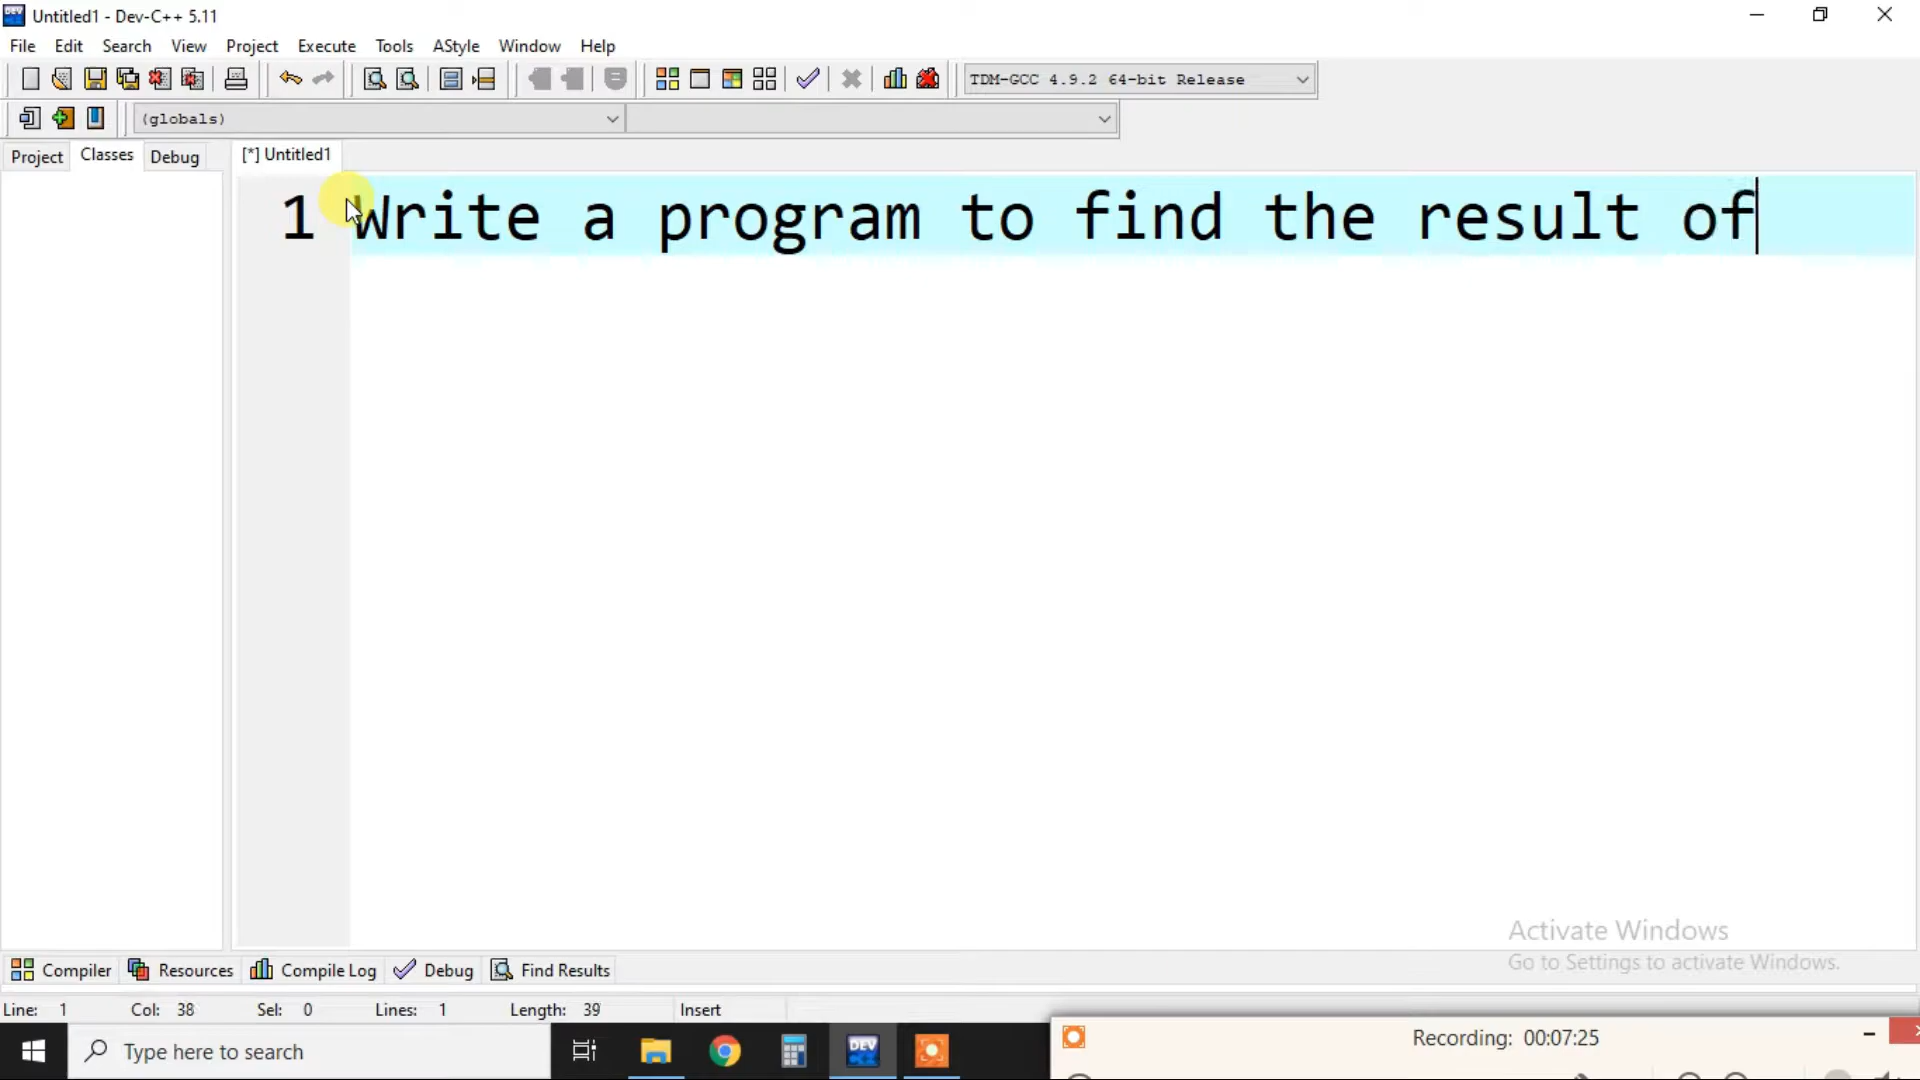 Untitled1 - Dev-C++ 5.11
File Edit Search View Project Execute Tools AStyle Window Help
TDM-GCC 4.9.2 64-bit Release
(globals)
Project Classes Debug [*] Untitled1
1 Write a program to find the result of
Activate Windows
Go to Settings to activate Windows.
Compiler Resources Compile Log Debug Find Results
Line: 1 Col: 38 Sel: 0 Lines: 1 Length: 39 Insert
Type here to search DEV Recording: 00:07:25